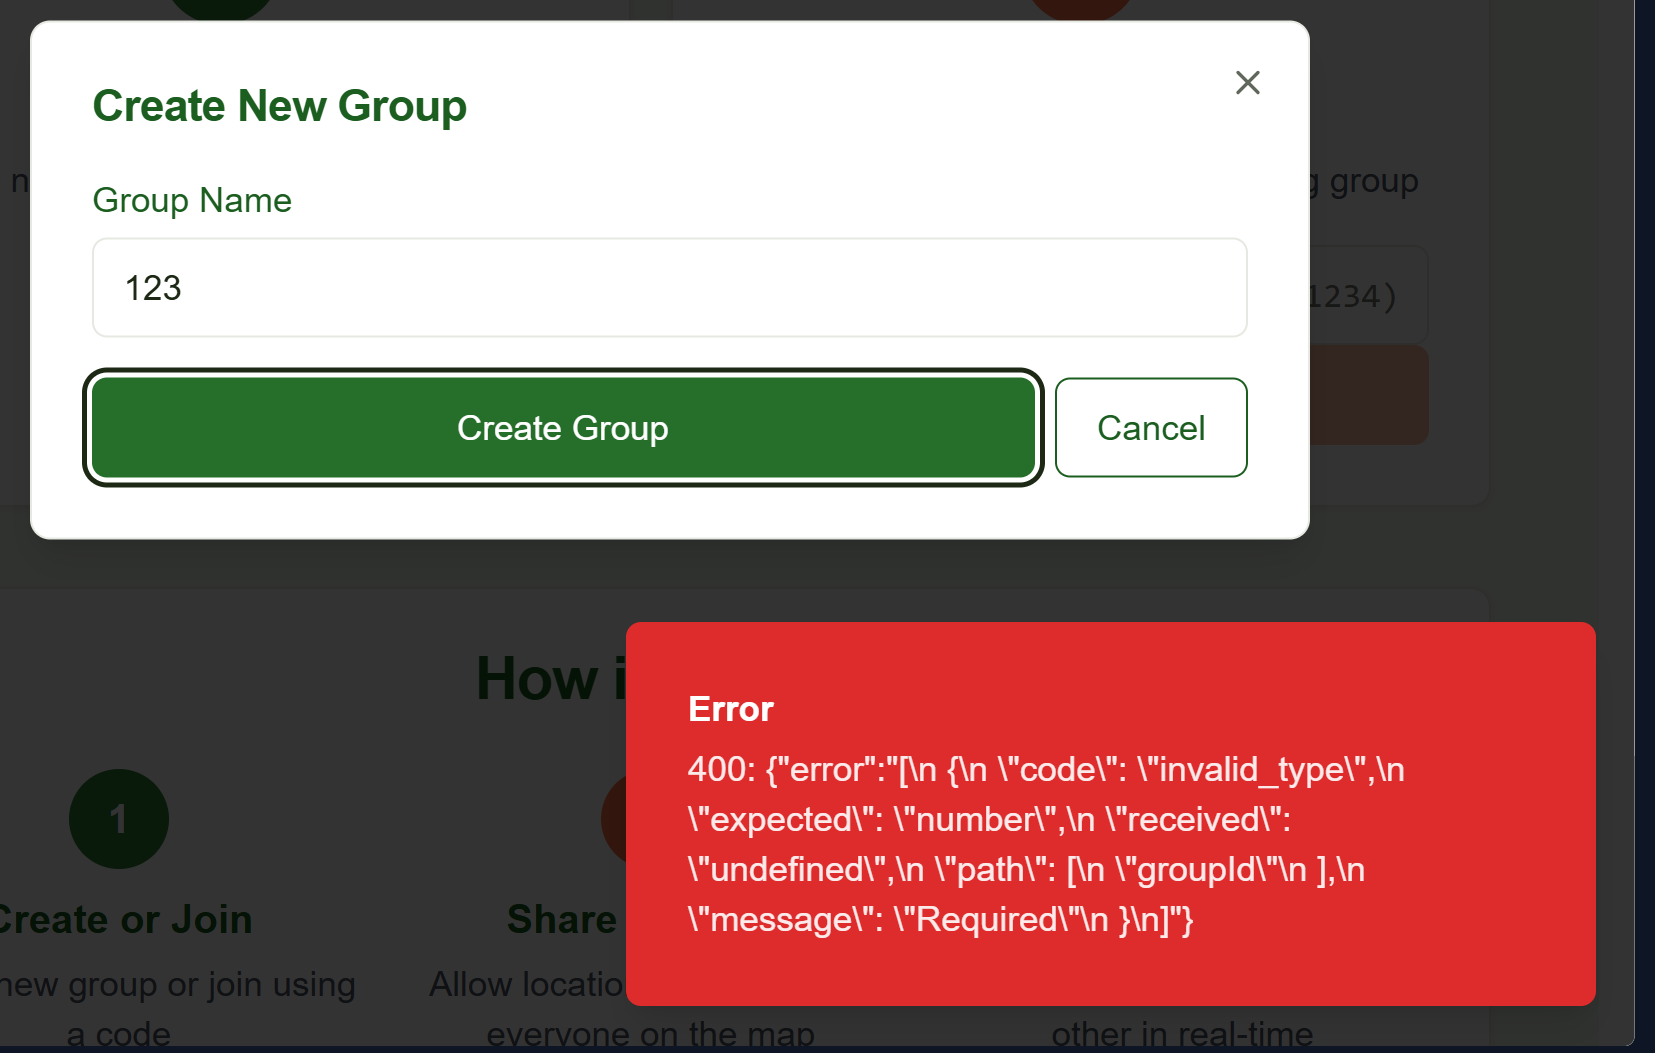 Create New Group
Group Name
123
Create Group
Cancel
n
g group
1234)
Error
400: {"error":"[\n {\n \"code\": \"invalid_type\",\n
\"expected\": \"number\",\n \"received\":
\"undefined\",\n \"path\": [\n \"groupId\"\n ],\n
\"message\": \"Required\"\n }\n]"}
How i
1
Create or Join
new group or join using
a code
Share
Allow locatio
everyone on the map
other in real-time